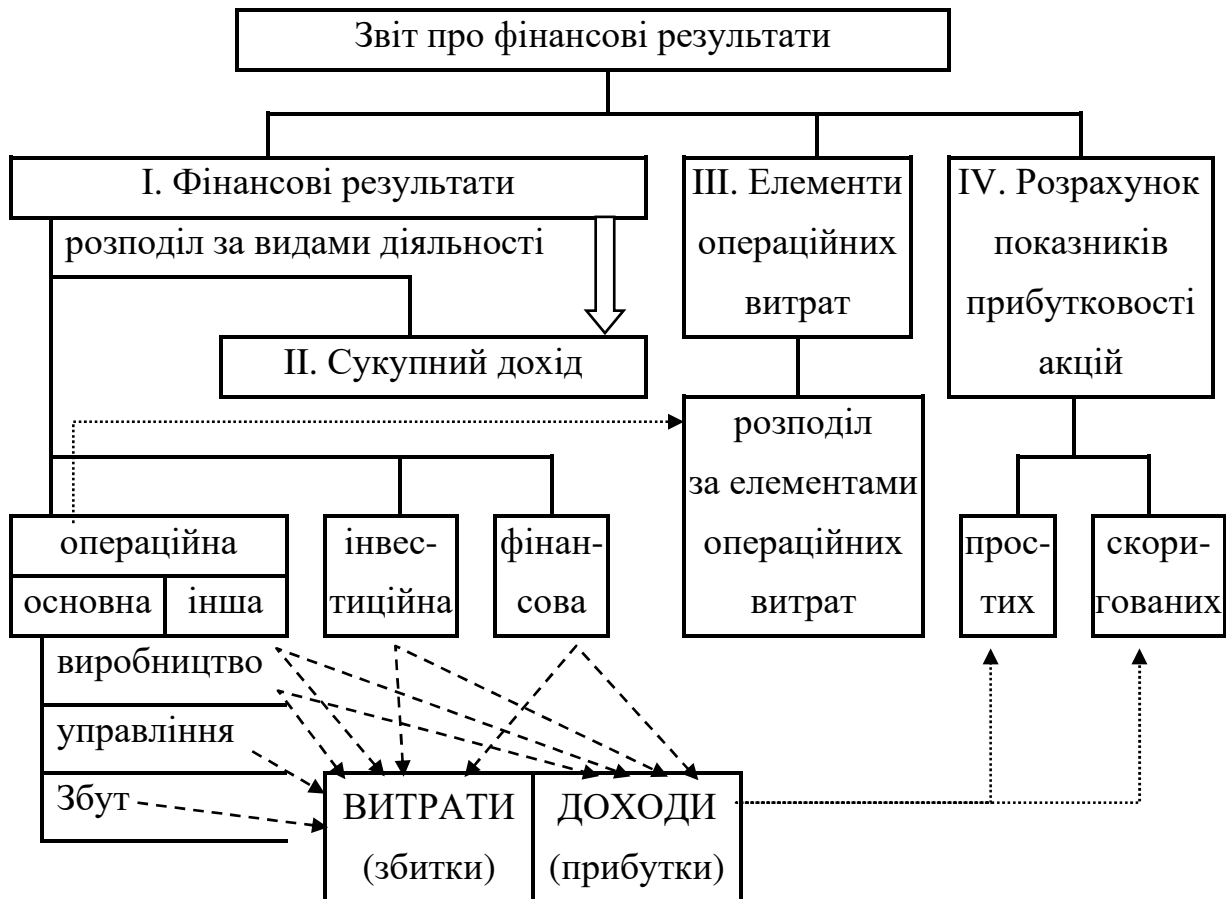 Звіт про фінансові результати
І. Фінансові результати
розподіл за видами діяльності
ІІ. Сукупний дохід
ІІІ. Елементи
операційних
витрат
розподіл
за елементами
операційних
витрат
IV. Розрахунок
показників
прибутковості
акцій
операційна
основна
інша
інвес-
тиційна
фінан-
сова
прос-
тих
скори-
гованих
виробництво
управління
Збут
ВИТРАТИ
(збитки)
ДОХОДИ
(прибутки)